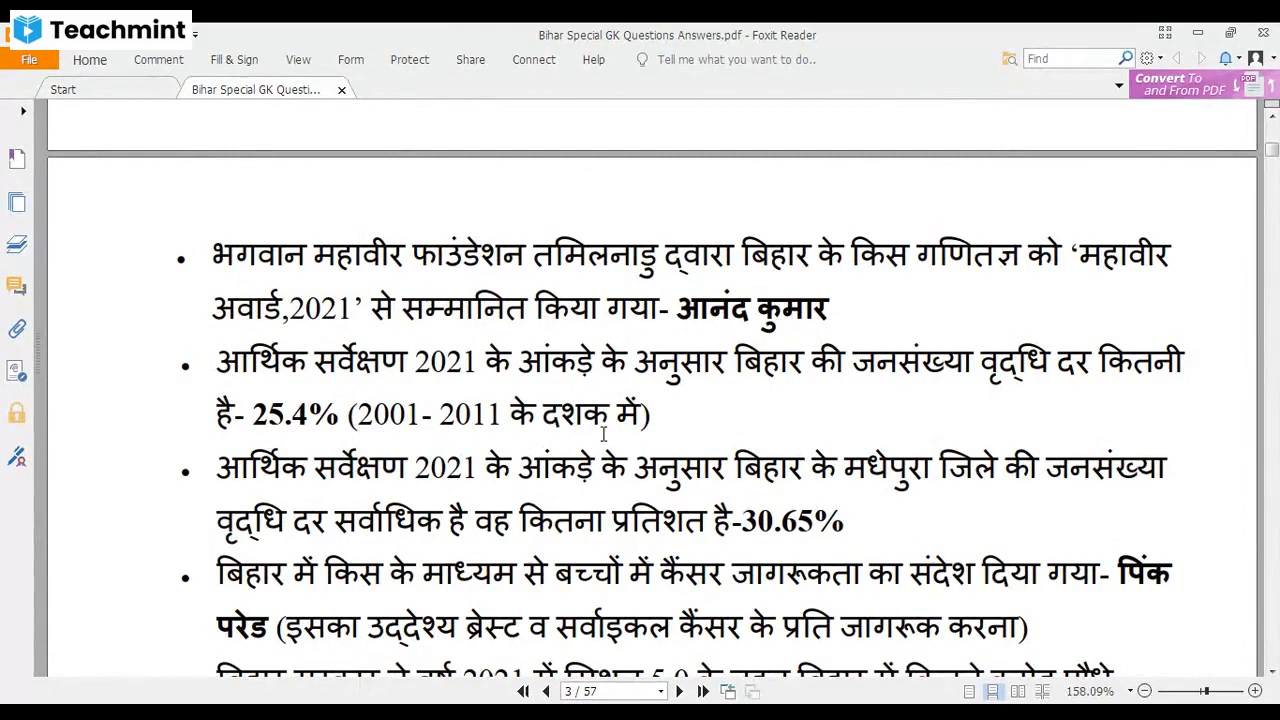 Teachmint
Bihar Special GK Questions Answers.pdf - Foxit Reader
File Home Comment Fill & Sign View Form Protect Share Connect Help Tell me what you want to do.. Find
Start Bihar Special GK Questi... Convert To
and From PDF
• भगवान महावीर फाउंडेशन तमिलनाडु द्वारा बिहार के किस गणितज्ञ को ‘महावीर
अवार्ड,2021’ से सम्मानित किया गया- आनंद कुमार
• आर्थिक सर्वेक्षण 2021 के आंकड़े के अनुसार बिहार की जनसंख्या वृद्धि दर कितनी
है- 25.4% (2001- 2011 के दशक में)
• आर्थिक सर्वेक्षण 2021 के आंकड़े के अनुसार बिहार के मधेपुरा जिले की जनसंख्या
वृद्धि दर सर्वाधिक है वह कितना प्रतिशत है-30.65%
• बिहार में किस के माध्यम से बच्चों में कैंसर जागरूकता का संदेश दिया गया- पिंक
परेड (इसका उद्देश्य ब्रेस्ट व सर्वाइकल कैंसर के प्रति जागरूक करना)
3 / 57 158.09%